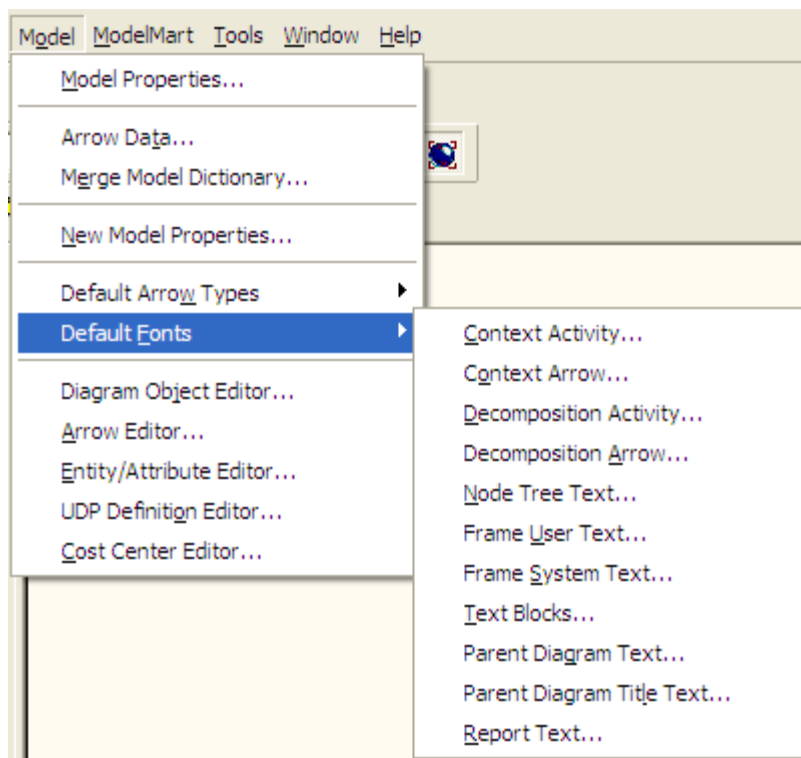 Model ModelMart Tools Window Help
Model Properties...
Arrow Data...
Merge Model Dictionary...
New Model Properties...
Default Arrow Types
Default Fonts
Diagram Object Editor...
Arrow Editor...
Entity/Attribute Editor...
UDP Definition Editor...
Cost Center Editor...
Context Activity...
Context Arrow...
Decomposition Activity...
Decomposition Arrow...
Node Tree Text...
Frame User Text...
Frame System Text...
Text Blocks...
Parent Diagram Text...
Parent Diagram Title Text...
Report Text...